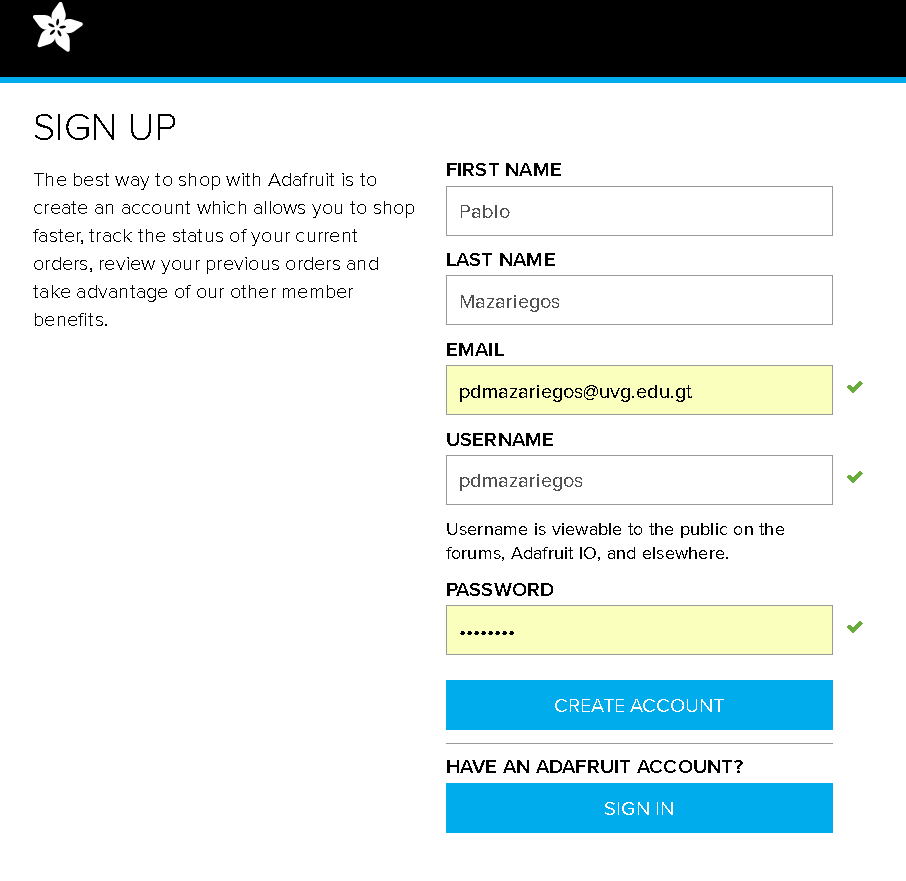 SIGN UP
The best way to shop with Adafruit is to
create an account which allows you to shop
faster, track the status of your current
orders, review your previous orders and
take advantage of our other member
benefits.
FIRST NAME
Pablo
LAST NAME
Mazariegos
EMAIL
pdmazariegos@uvg.edu.gt
USERNAME
pdmazariegos
Username is viewable to the public on the
forums, Adafruit IO, and elsewhere.
PASSWORD
••••••••
CREATE ACCOUNT
HAVE AN ADAFRUIT ACCOUNT?
SIGN IN